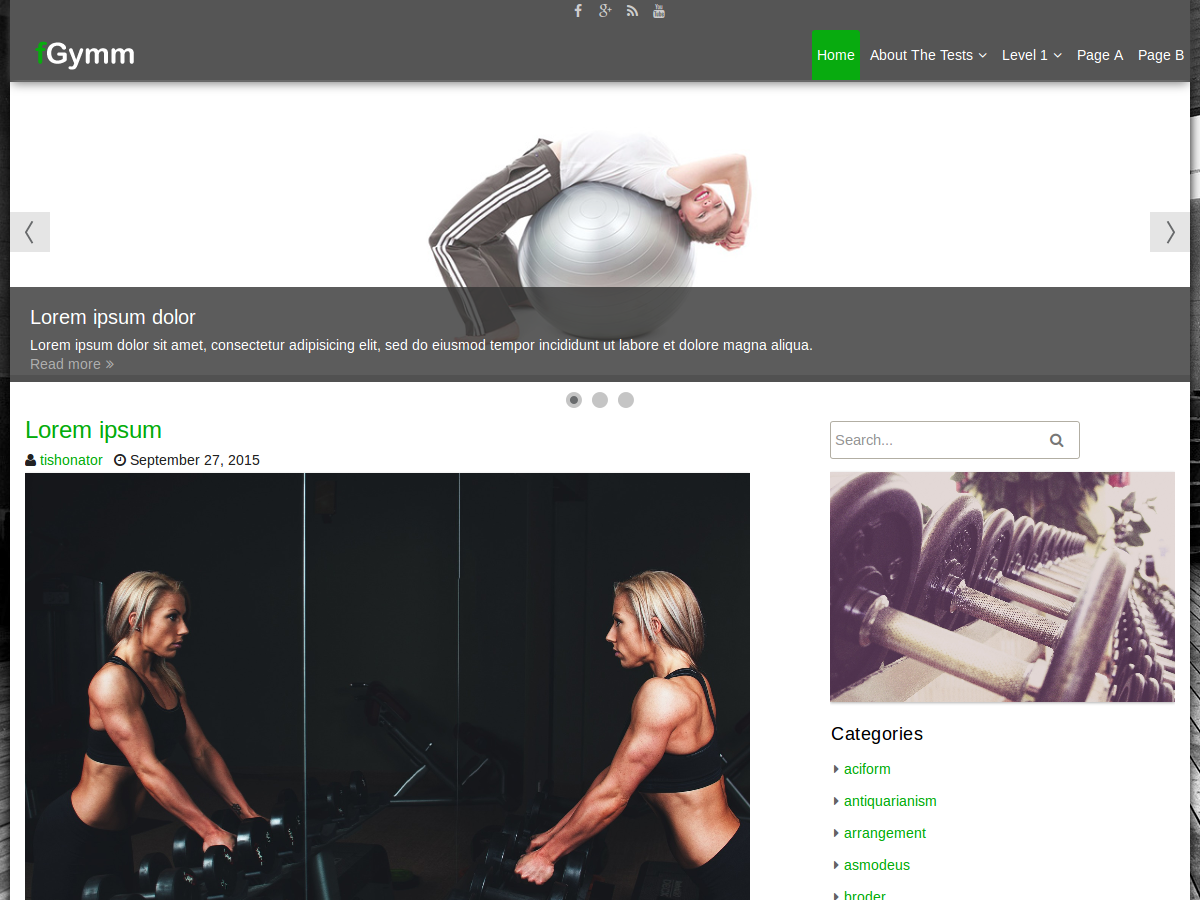 fGymm
Home About The Tests Level 1 Page A Page B
Lorem ipsum dolor
Lorem ipsum dolor sit amet, consectetur adipisicing elit, sed do eiusmod tempor incididunt ut labore et dolore magna aliqua.
Read more »
Lorem ipsum
tishonator September 27, 2015
Search...
Categories
aciform
antiquarianism
arrangement
asmodeus
broder